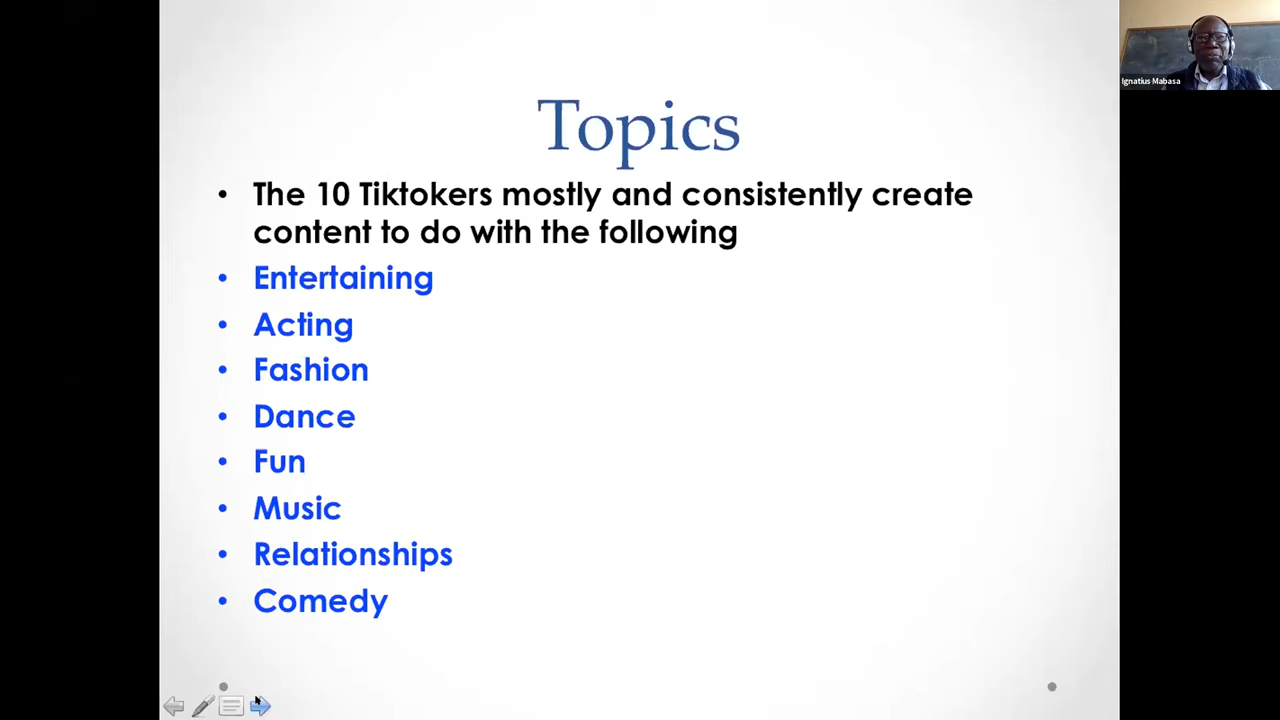 Ignatius Mabasa
Topics
• The 10 Tiktokers mostly and consistently create
content to do with the following
• Entertaining
• Acting
• Fashion
• Dance
• Fun
• Music
• Relationships
• Comedy